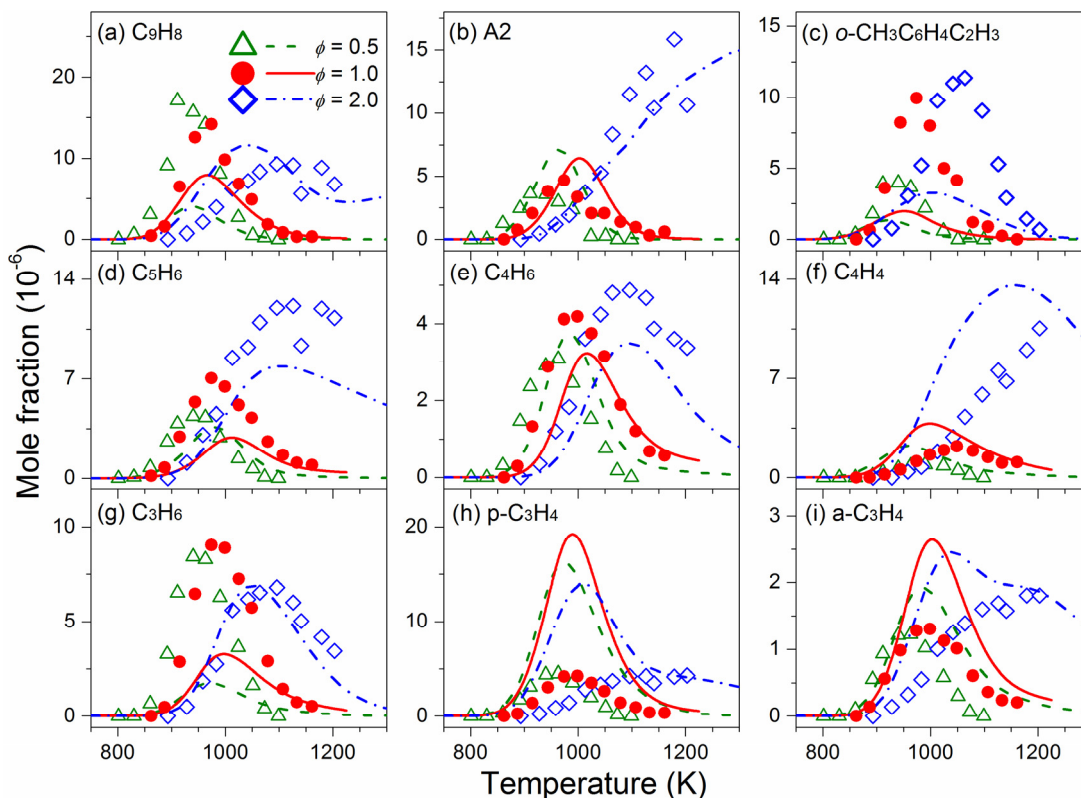 (a) C9H8
ϕ = 0.5
ϕ = 1.0
ϕ = 2.0
(b) A2
(c) o-CH3C6H4C2H3
20
10
0
15
10
5
0
15
10
5
0
(d) C5H6
(e) C4H6
(f) C4H4
14
7
0
4
2
0
14
7
0
(g) C3H6
(h) p-C3H4
(i) a-C3H4
10
5
0
20
10
0
3
2
1
0
800 1000 1200
800 1000 1200
800 1000 1200
Mole fraction (10-6)
Temperature (K)